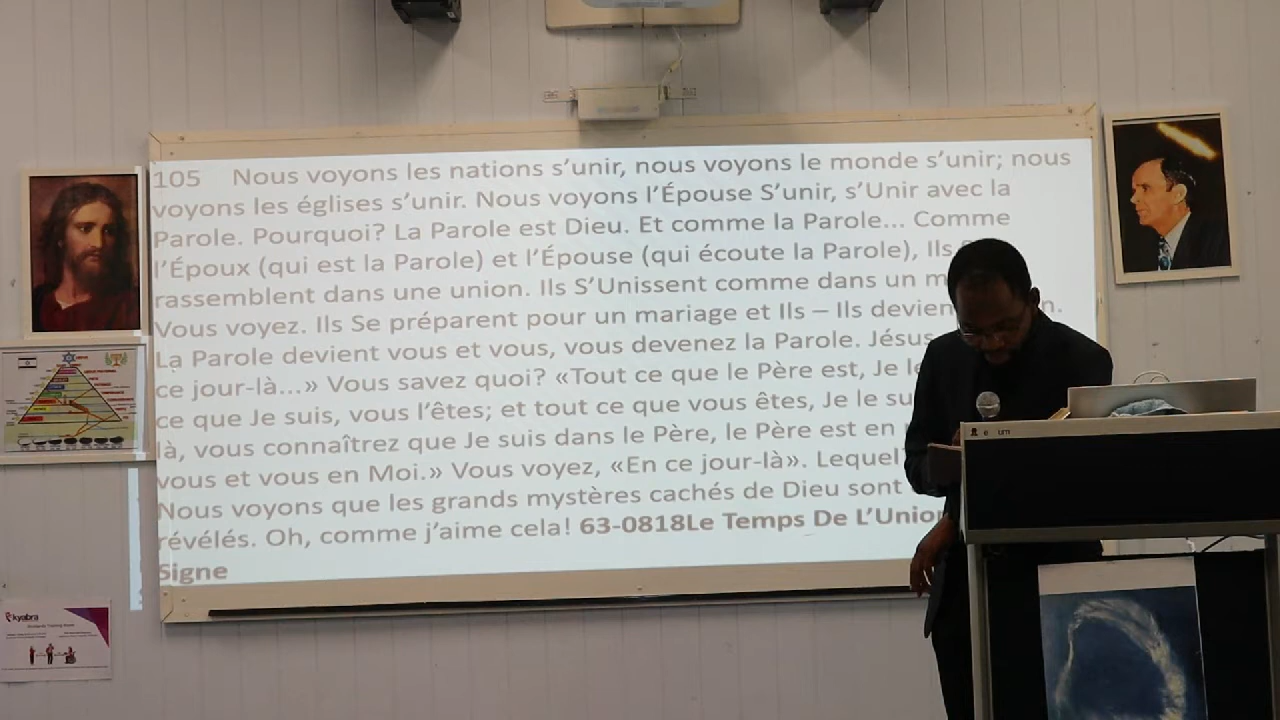 105 Nous voyons les nations s’unir, nous voyons le monde s’unir; nous
voyons les églises s’unir. Nous voyons l’Épouse S’unir, s’Unir avec la
Parole. Pourquoi? La Parole est Dieu. Et comme la Parole... Comme
l’Époux (qui est la Parole) et l’Épouse (qui écoute la Parole), Ils
rassemblent dans une union. Ils S’Unissent comme dans un
Vous voyez. Ils Se préparent pour un mariage et Ils – Ils
La Parole devient vous et vous, vous devenez la Parole. Jésus
ce jour-là...» Vous savez quoi? «Tout ce que le Père est, Je
ce que Je suis, vous l’êtes; et tout ce que vous êtes, Je le
là, vous connaîtrez que Je suis dans le Père, le Père est en
vous et vous en Moi.» Vous voyez, «En ce jour-là».
Nous voyons que les grands mystères cachés de Dieu sont
révélés. Oh, comme j’aime cela! 63-0818Le Temps De
Signe
kyabra